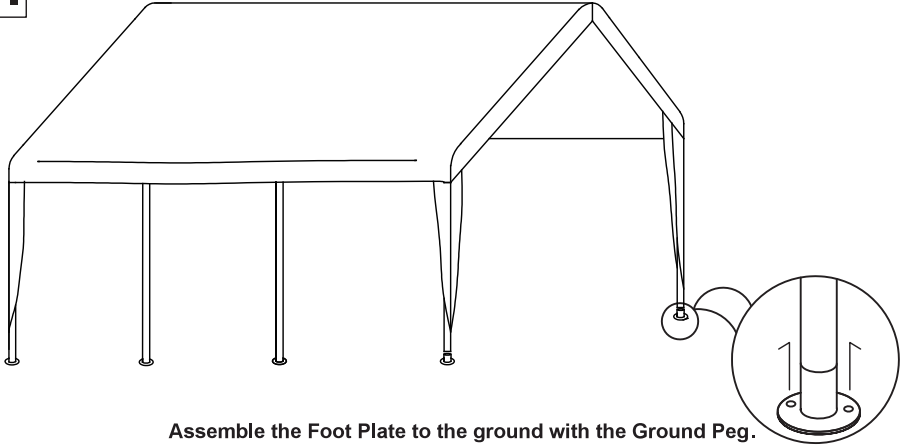 Assemble the Foot Plate to the ground with the Ground Peg.